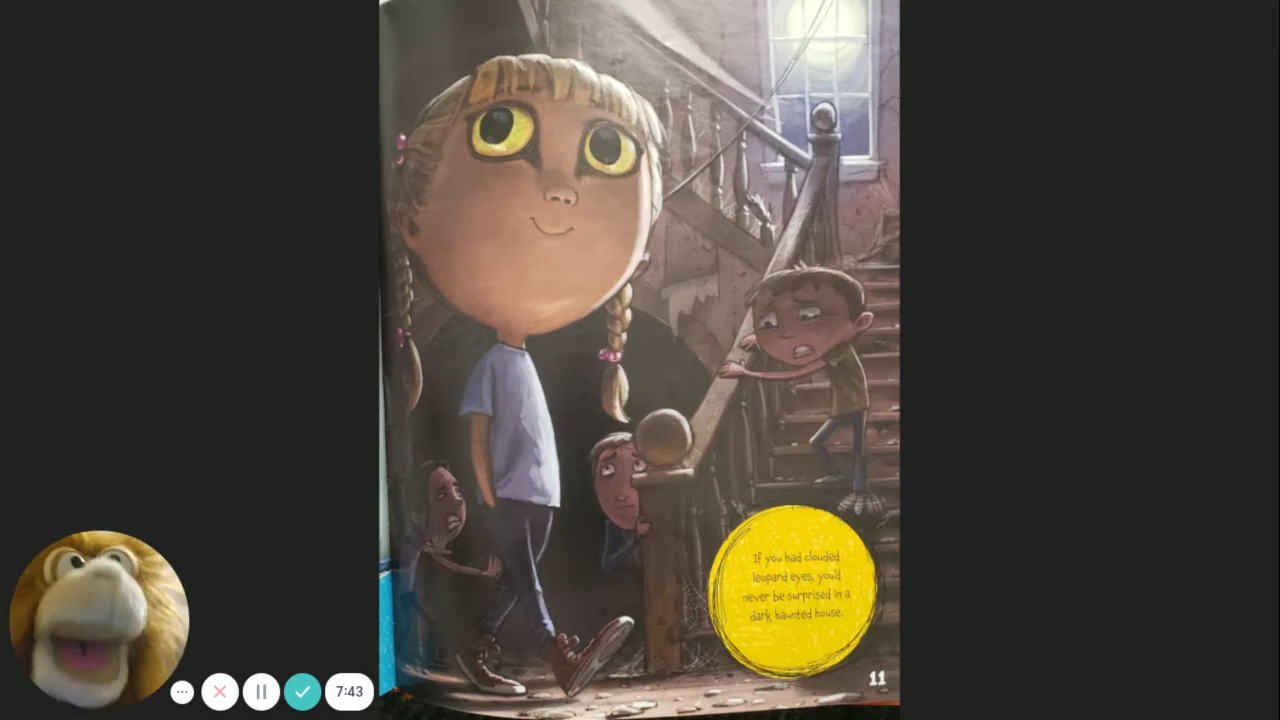 If you had clouded
leopard eyes, you'd
never be surprised in a
dark haunted house.
11
7:43